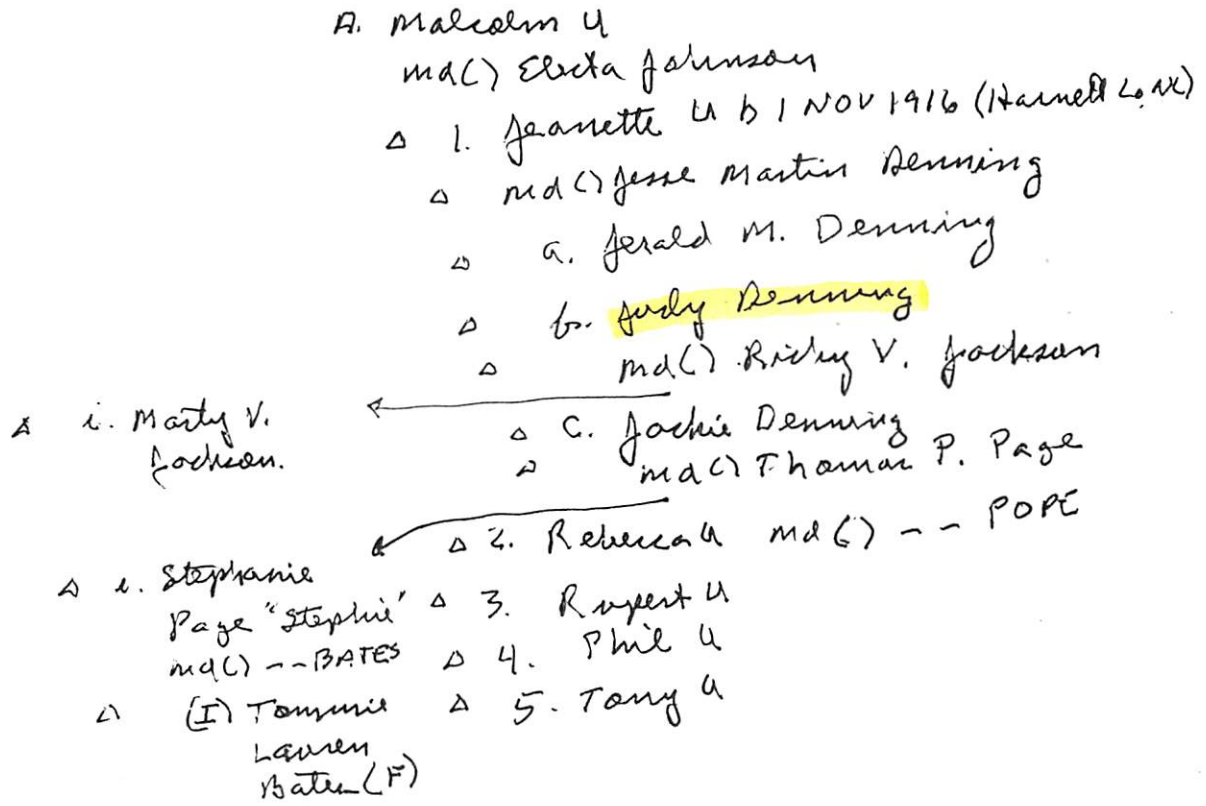 A. Malcolm U
md() Electa Johnson
△ 1. Jeanette U b 1 NOV 1916 (Harnett Co. NC)
△ md() Jesse Martin Denning
△ a. Jerald M. Denning
△ b. Judy Denning
△ md() Ricky V. Jackson
△ i. Marty V.
Jackson.
△ c. Jackie Denning
△ md() Thomas P. Page
△ 2. Rebecca U md() -- POPE
△ i. Stephanie
Page "Stephie"
md() -- BATES
△ (I) Tommie
Lauren
Bates (F)
△ 3. Rupert U
△ 4. Phil U
△ 5. Tony U